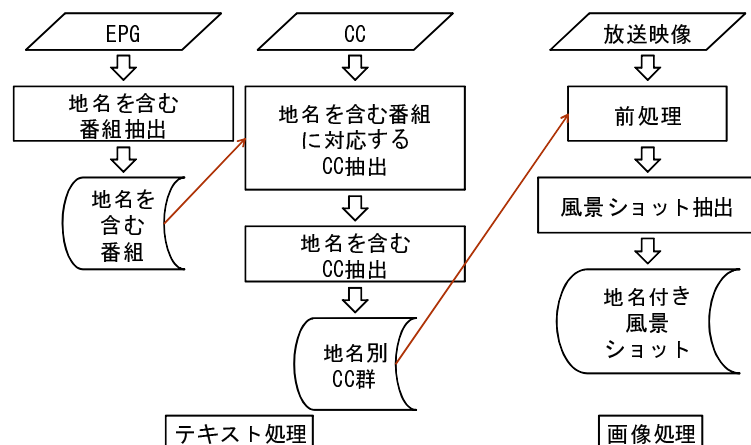 EPG
地名を含む
番組抽出
地名を
含む
番組
CC
地名を含む番組
に対応する
CC抽出
地名を含む
CC抽出
地名別
CC群
テキスト処理
放送映像
前処理
風景ショット抽出
地名付き
風景
ショット
画像処理